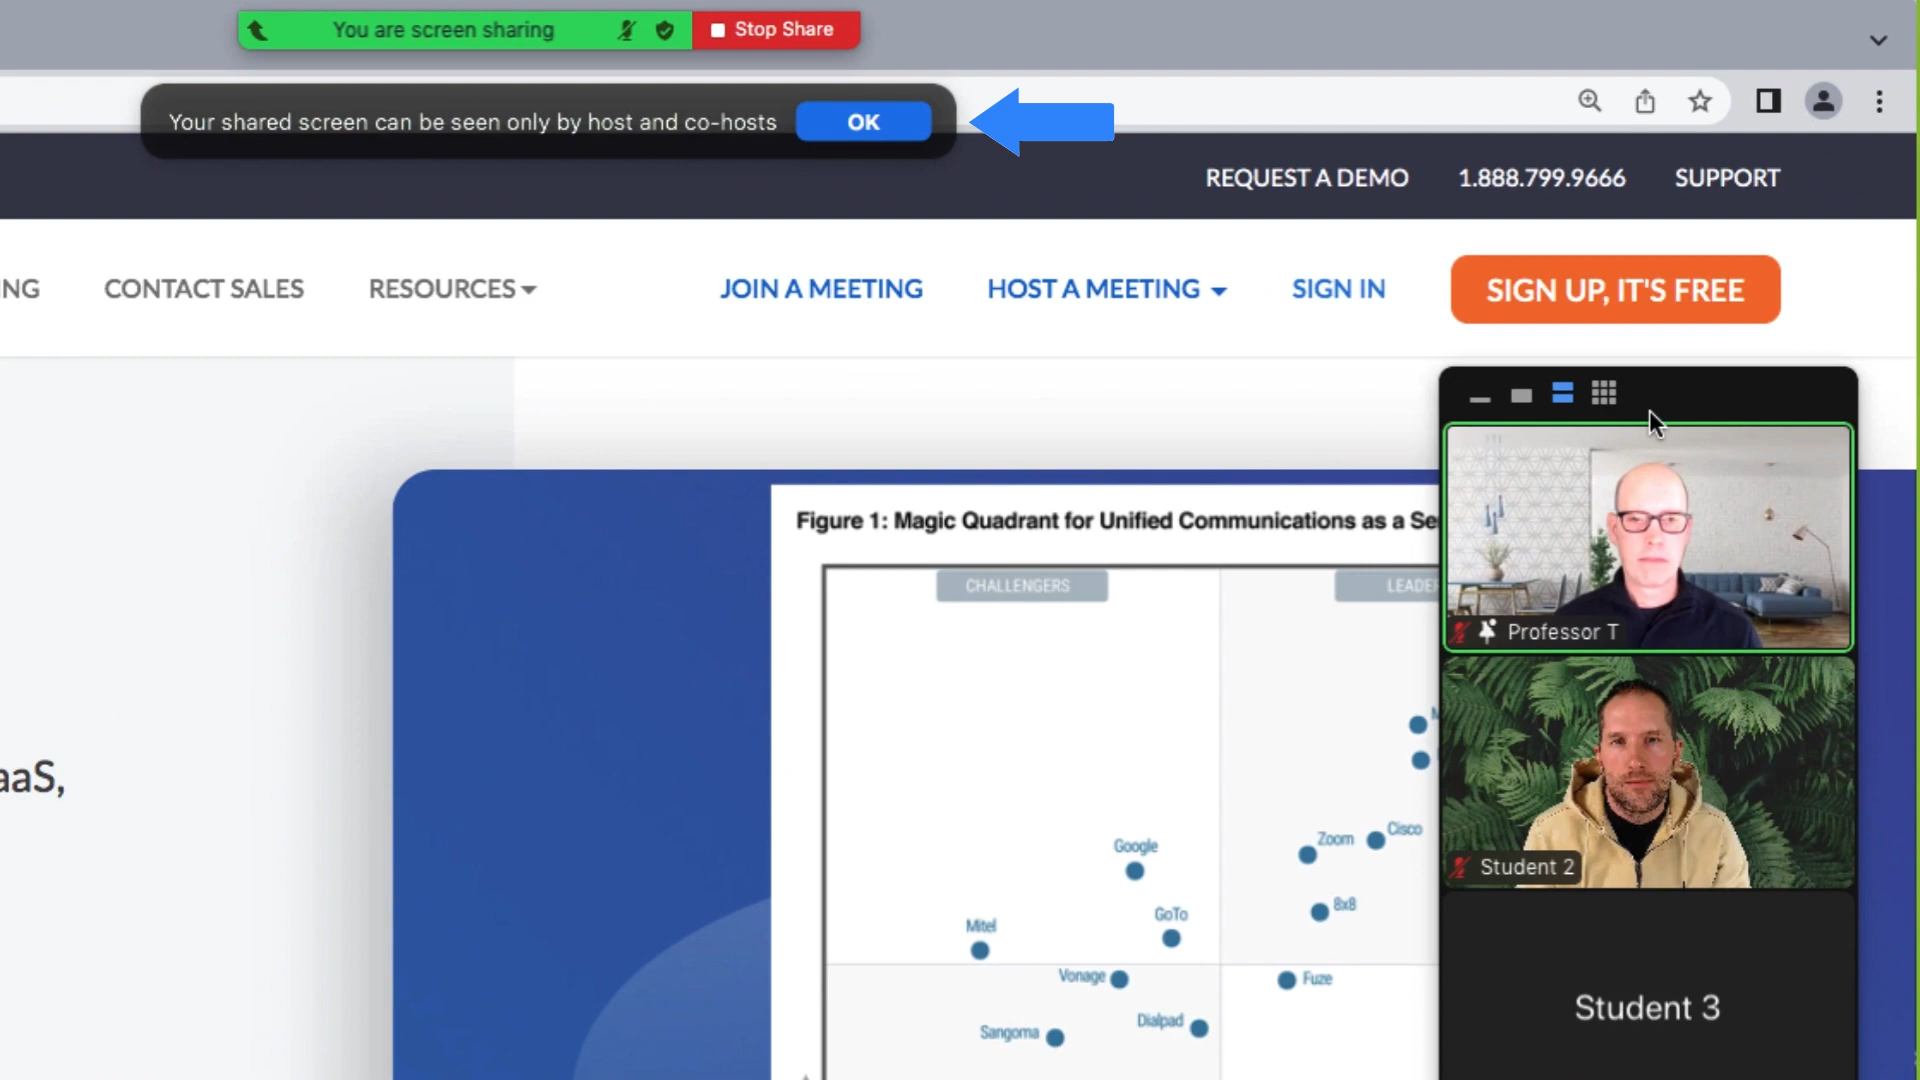 You are screen sharing
Stop Share
Your shared screen can be seen only by host and co-hosts
OK
REQUEST A DEMO 1.888.799.9666 SUPPORT
NG CONTACT SALES RESOURCES JOIN A MEETING HOST A MEETING SIGN IN SIGN UP, IT'S FREE
Figure 1: Magic Quadrant for Unified Communications as a Se
CHALLENGERS LEADE
Professor T
aaS,
Zoom Cisco
Google
Student 2
8x8
GoTo
Mitel
Vonage Fuze
Student 3
Dialpad
Sangoma